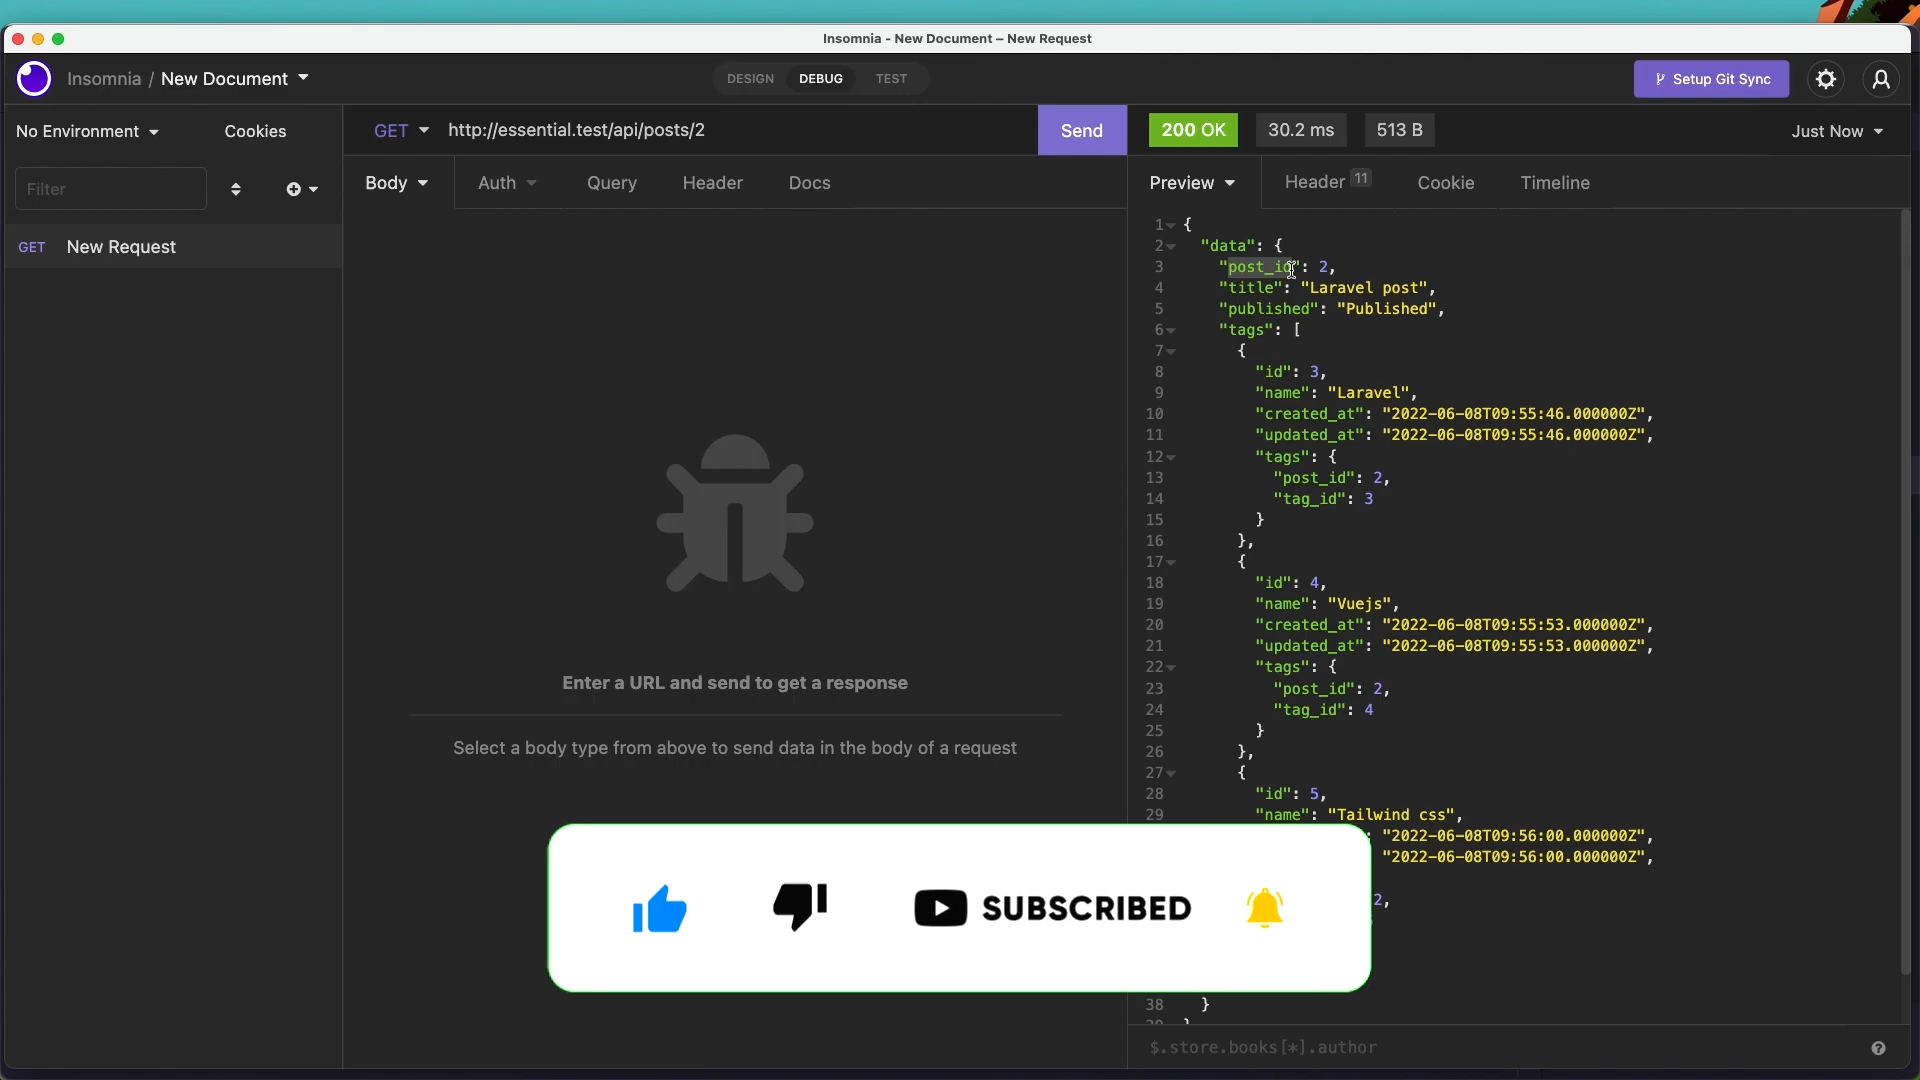 Insomnia - New Document – New Request
Insomnia / New Document
DESIGN DEBUG TEST
Setup Git Sync
No Environment Cookies
GET http://essential.test/api/posts/2 Send
200 OK 30.2 ms 513 B Just Now
Filter
Body Auth Query Header Docs
Preview Header 11 Cookie Timeline
GET New Request
Enter a URL and send to get a response
Select a body type from above to send data in the body of a request
1 {
2 "data": {
3 "post_id": 2,
4 "title": "Laravel post",
5 "published": "Published",
6 "tags": [
7 {
8 "id": 3,
9 "name": "Laravel",
10 "created_at": "2022-06-08T09:55:46.000000Z",
11 "updated_at": "2022-06-08T09:55:46.000000Z",
12 "tags": {
13 "post_id": 2,
14 "tag_id": 3
15 }
16 },
17 {
18 "id": 4,
19 "name": "Vuejs",
20 "created_at": "2022-06-08T09:55:53.000000Z",
21 "updated_at": "2022-06-08T09:55:53.000000Z",
22 "tags": {
23 "post_id": 2,
24 "tag_id": 4
25 }
26 },
27 {
28 "id": 5,
29 "name": "Tailwind css",
: "2022-06-08T09:56:00.000000Z",
"2022-06-08T09:56:00.000000Z",
2,
38 }
SUBSCRIBED
$.store.books[*].author